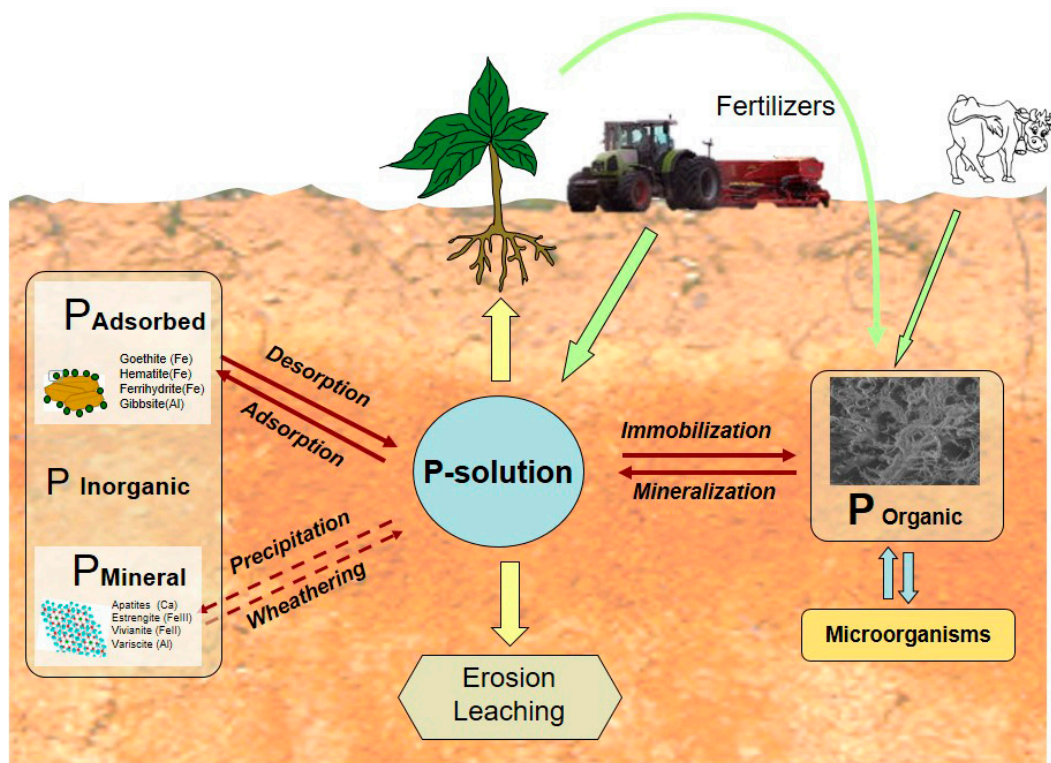 Fertilizers
P Adsorbed
Goethite (Fe)
Hematite(Fe)
Ferrihydrite(Fe)
Gibbsite(Al)
Desorption
Adsorption
P Inorganic
P-solution
Immobilization
Mineralization
P Organic
Precipitation
Wheathering
P Mineral
Apatites (Ca)
Estrengite (FeIII)
Vivianite (FeII)
Variscite (Al)
Microorganisms
Erosion
Leaching